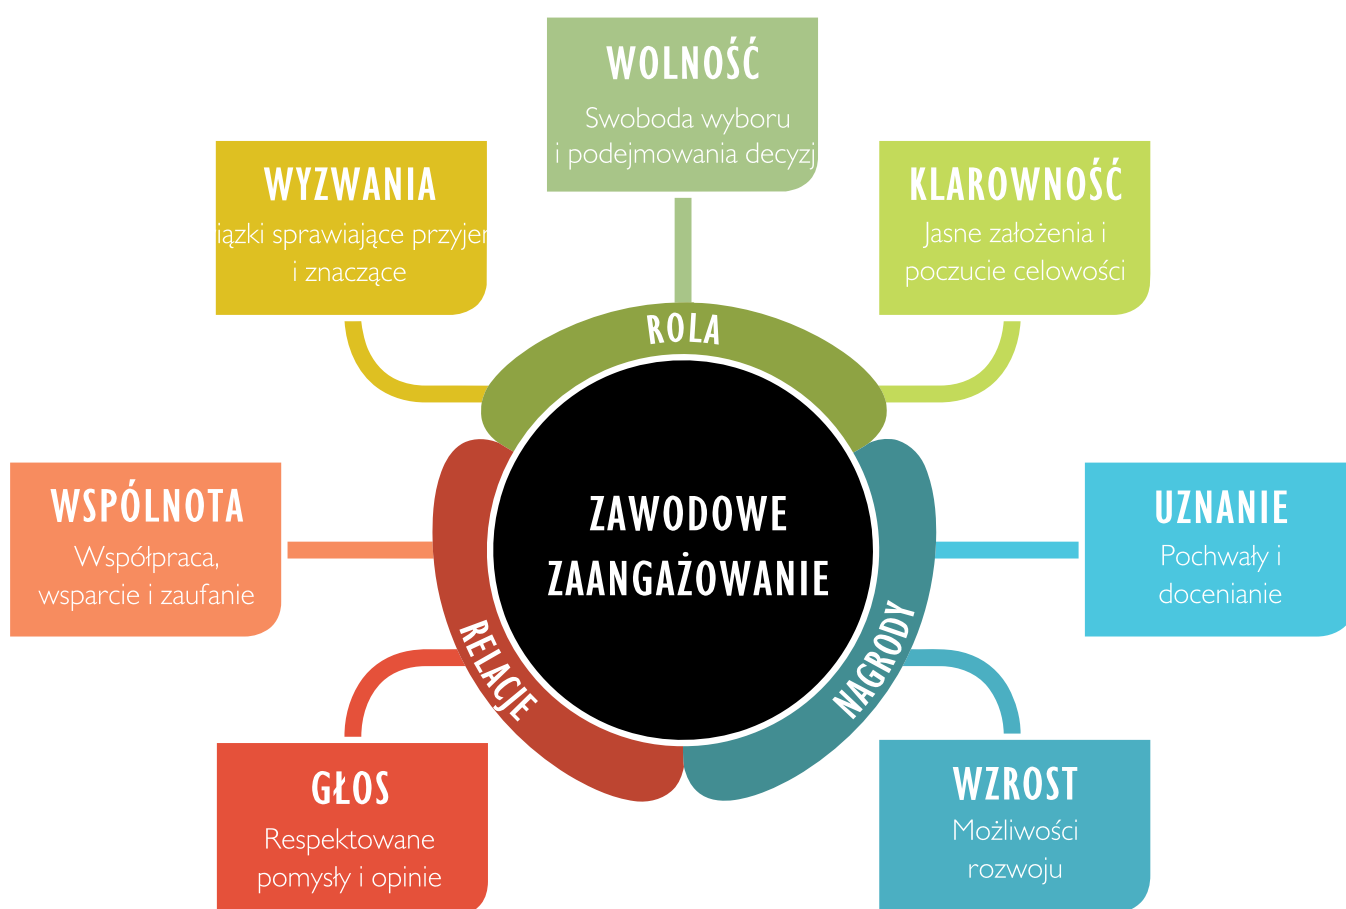 WOLNOŚĆ
Swoboda wyboru
i podejmowania decyzj
WYZWANIA
iązki sprawiające przyjer
i znaczące
KLAROWNOŚĆ
Jasne założenia i
poczucie celowości
ROLA
ZAWODOWE
ZAANGAŻOWANIE
WSPÓLNOTA
Współpraca,
wsparcie i zaufanie
UZNANIE
Pochwały i
docenianie
RELACJE
NAGRODY
GŁOS
Respektowane
pomysły i opinie
WZROST
Możliwości
rozwoju